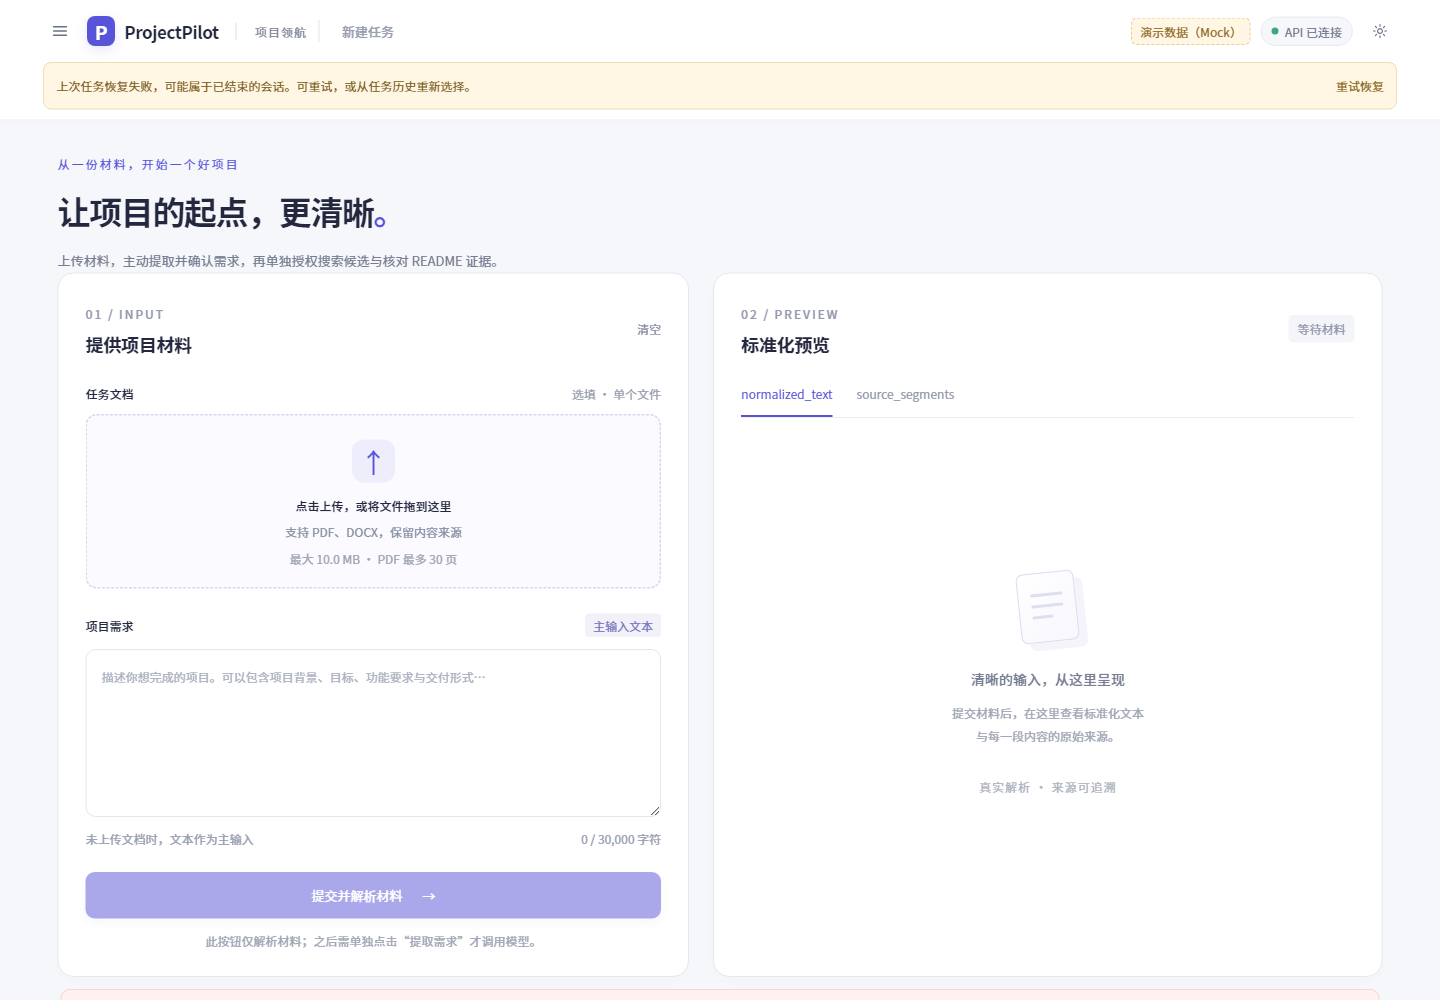 P ProjectPilot 项目领航 新建任务 演示数据（Mock） API 已连接
上次任务恢复失败，可能属于已结束的会话。可重试，或从任务历史重新选择。 重试恢复
从一份材料，开始一个好项目
让项目的起点，更清晰。
上传材料，主动提取并确认需求，再单独授权搜索候选与核对 README 证据。
01 / INPUT
提供项目材料
清空
任务文档 选填 · 单个文件
点击上传，或将文件拖到这里
支持 PDF、DOCX，保留内容来源
最大 10.0 MB · PDF 最多 30 页
项目需求 主输入文本
描述你想完成的项目。可以包含项目背景、目标、功能要求与交付形式…
未上传文档时，文本作为主输入 0 / 30,000 字符
提交并解析材料 →
此按钮仅解析材料；之后需单独点击“提取需求”才调用模型。
02 / PREVIEW
标准化预览
等待材料
normalized_text source_segments
清晰的输入，从这里呈现
提交材料后，在这里查看标准化文本
与每一段内容的原始来源。
真实解析 · 来源可追溯